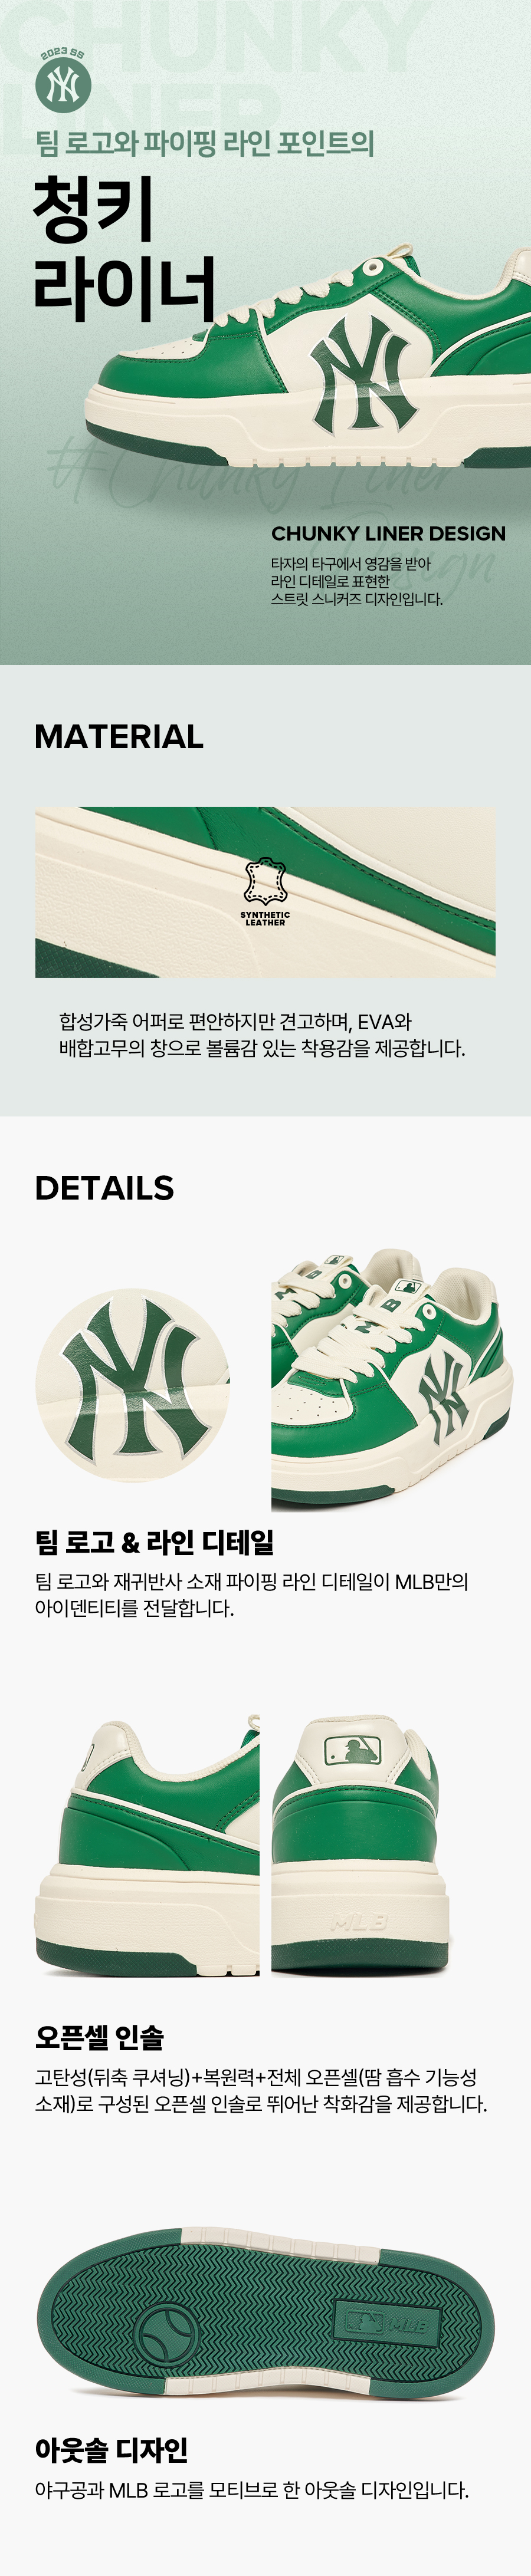 CHUNKY
LINER
2023 SS
NY
팀 로고와 파이핑 라인 포인트의
청키
라이너
NY
#Chunky Liner
Design
CHUNKY LINER DESIGN
타자의 타구에서 영감을 받아
라인 디테일로 표현한
스트릿 스니커즈 디자인입니다.
MATERIAL
SYNTHETIC
LEATHER
합성가죽 어퍼로 편안하지만 견고하며, EVA와
배합고무의 창으로 볼륨감 있는 착용감을 제공합니다.
DETAILS
NY
NY
팀 로고 & 라인 디테일
팀 로고와 재귀반사 소재 파이핑 라인 디테일이 MLB만의
아이덴티티를 전달합니다.
MLB
오픈셀 인솔
고탄성(뒤축 쿠셔닝)+복원력+전체 오픈셀(땀 흡수 기능성
소재)로 구성된 오픈셀 인솔로 뛰어난 착화감을 제공합니다.
MLB
아웃솔 디자인
야구공과 MLB 로고를 모티브로 한 아웃솔 디자인입니다.